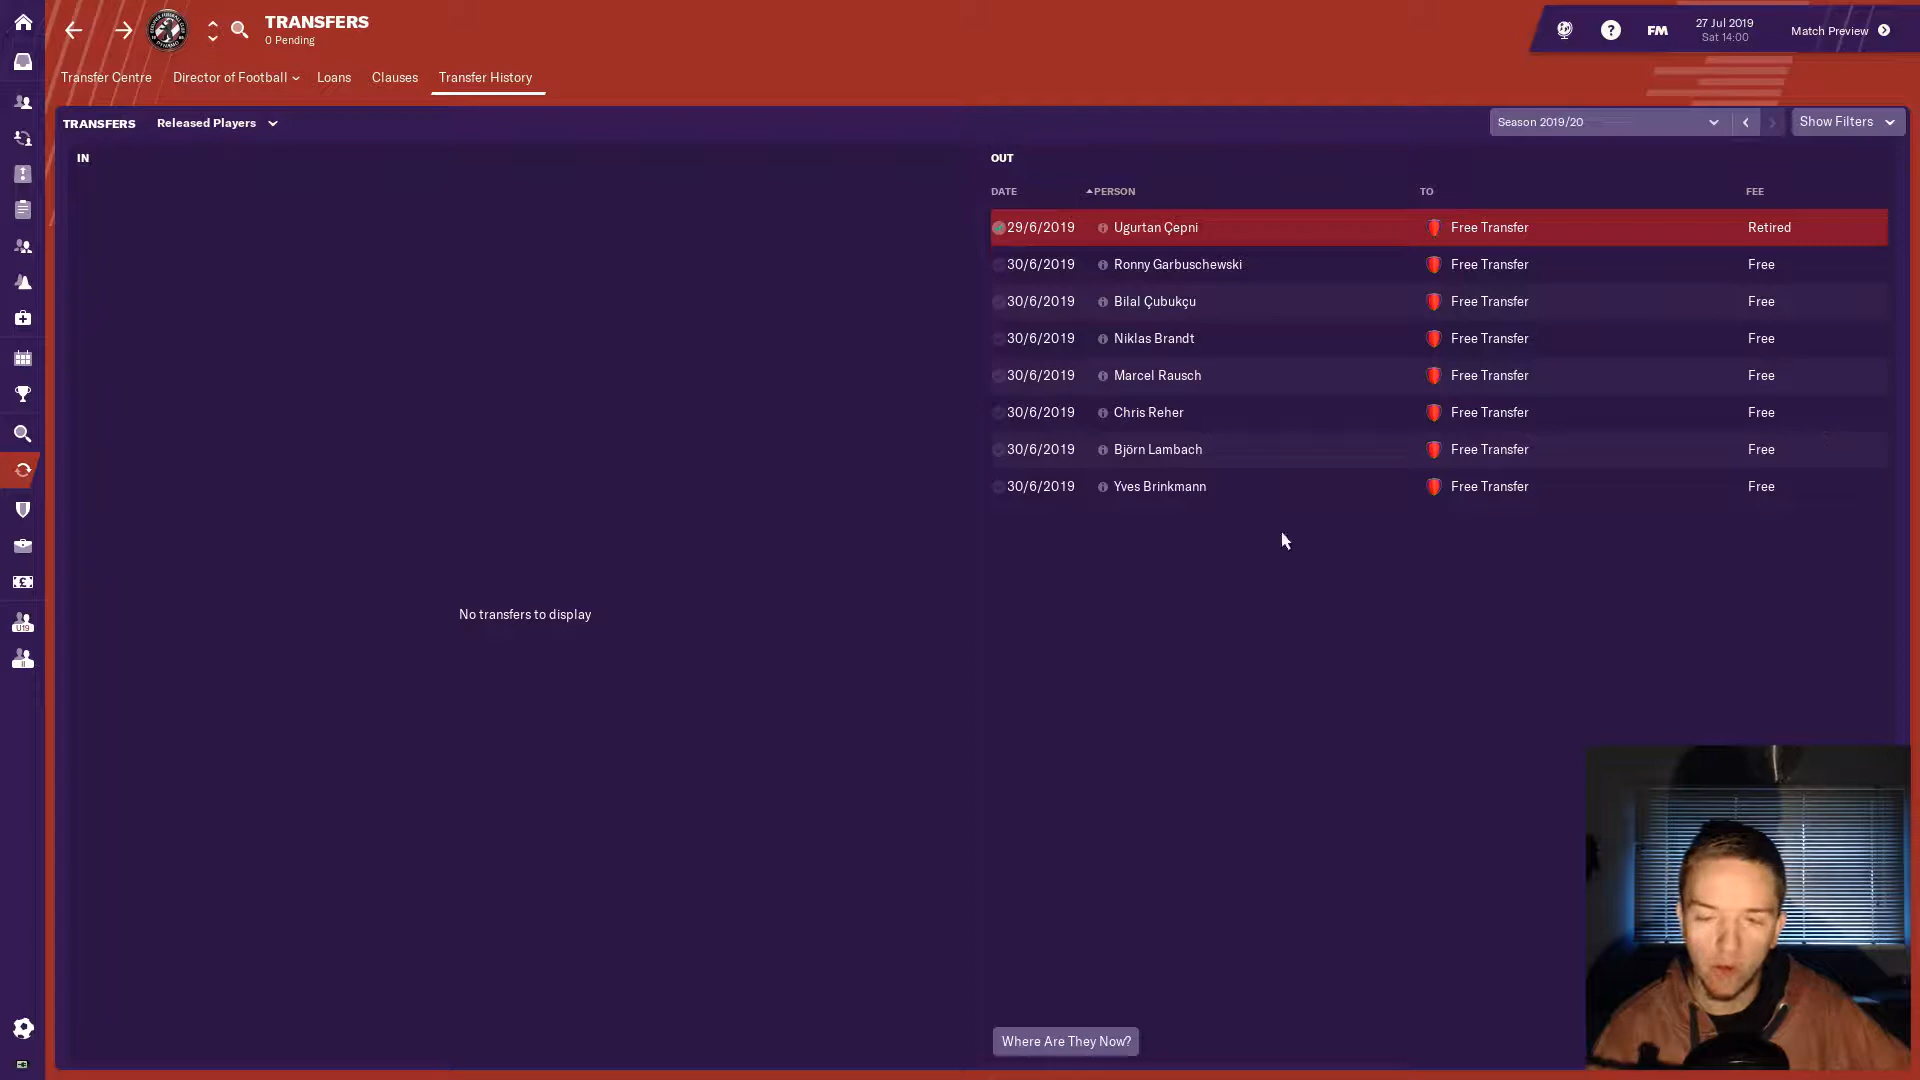 TRANSFERS
0 Pending
FM
27 Jul 2019
Sat 14:00
Match Preview
Transfer Centre Director of Football Loans Clauses Transfer History
TRANSFERS Released Players
Season 2019/20
Show Filters
IN
No transfers to display
OUT
DATE PERSON TO FEE
29/6/2019 Ugurtan Çepni Free Transfer Retired
30/6/2019 Ronny Garbuschewski Free Transfer Free
30/6/2019 Bilal Çubukçu Free Transfer Free
30/6/2019 Niklas Brandt Free Transfer Free
30/6/2019 Marcel Rausch Free Transfer Free
30/6/2019 Chris Reher Free Transfer Free
30/6/2019 Björn Lambach Free Transfer Free
30/6/2019 Yves Brinkmann Free Transfer Free
U19
II
Where Are They Now?